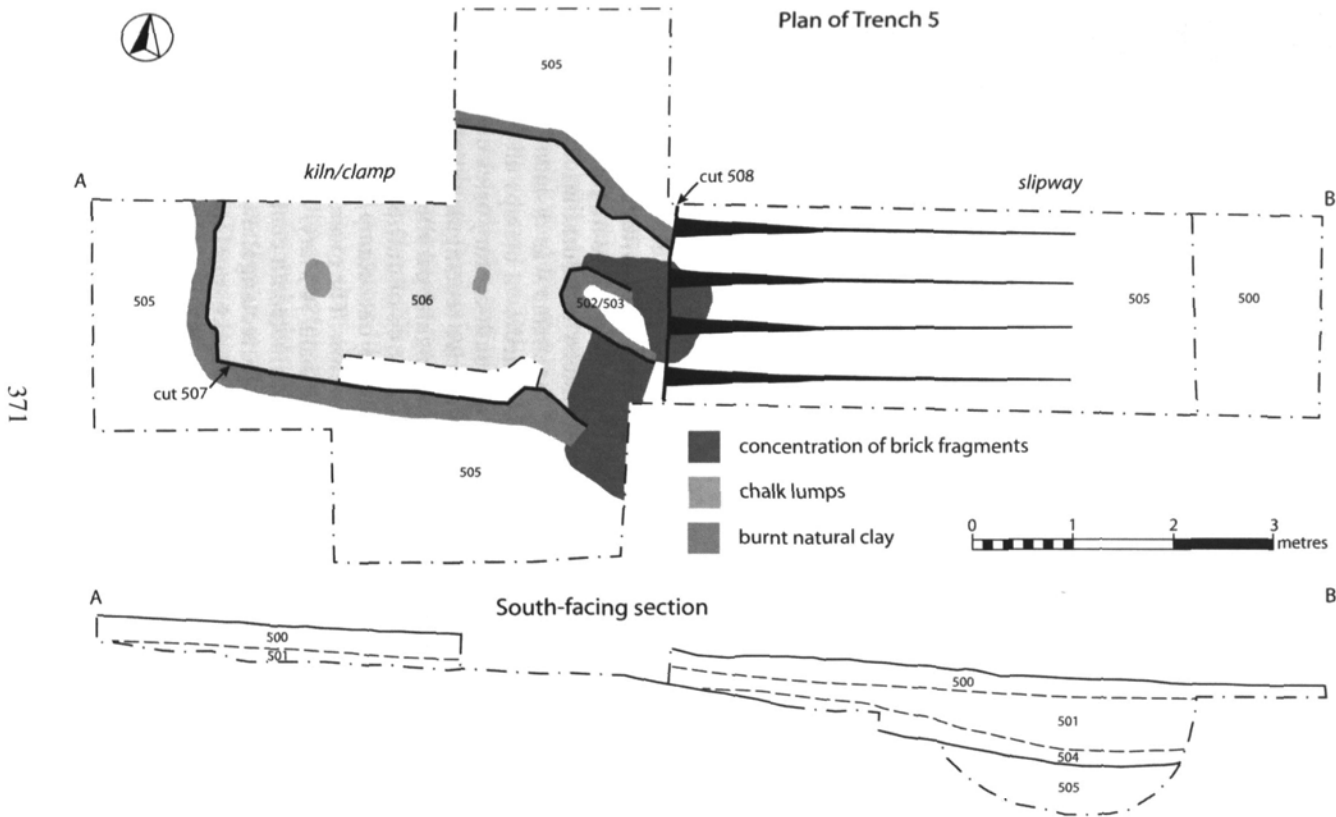 Plan of Trench 5
505
kiln/clamp
cut 508
slipway
A
B
505
506
502/503
505
500
cut 507
371
505
concentration of brick fragments
chalk lumps
burnt natural clay
0 1 2 3
metres
A
South-facing section
B
500
501
500
501
504
505